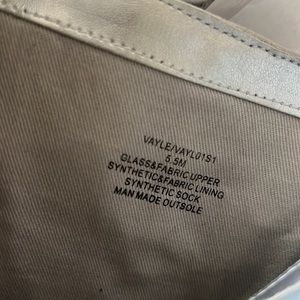 VAYLE/VAYL01S1
5.5M
GLASS&FABRIC UPPER
SYNTHETIC&FABRIC LINING
SYNTHETIC SOCK
MAN MADE OUTSOLE